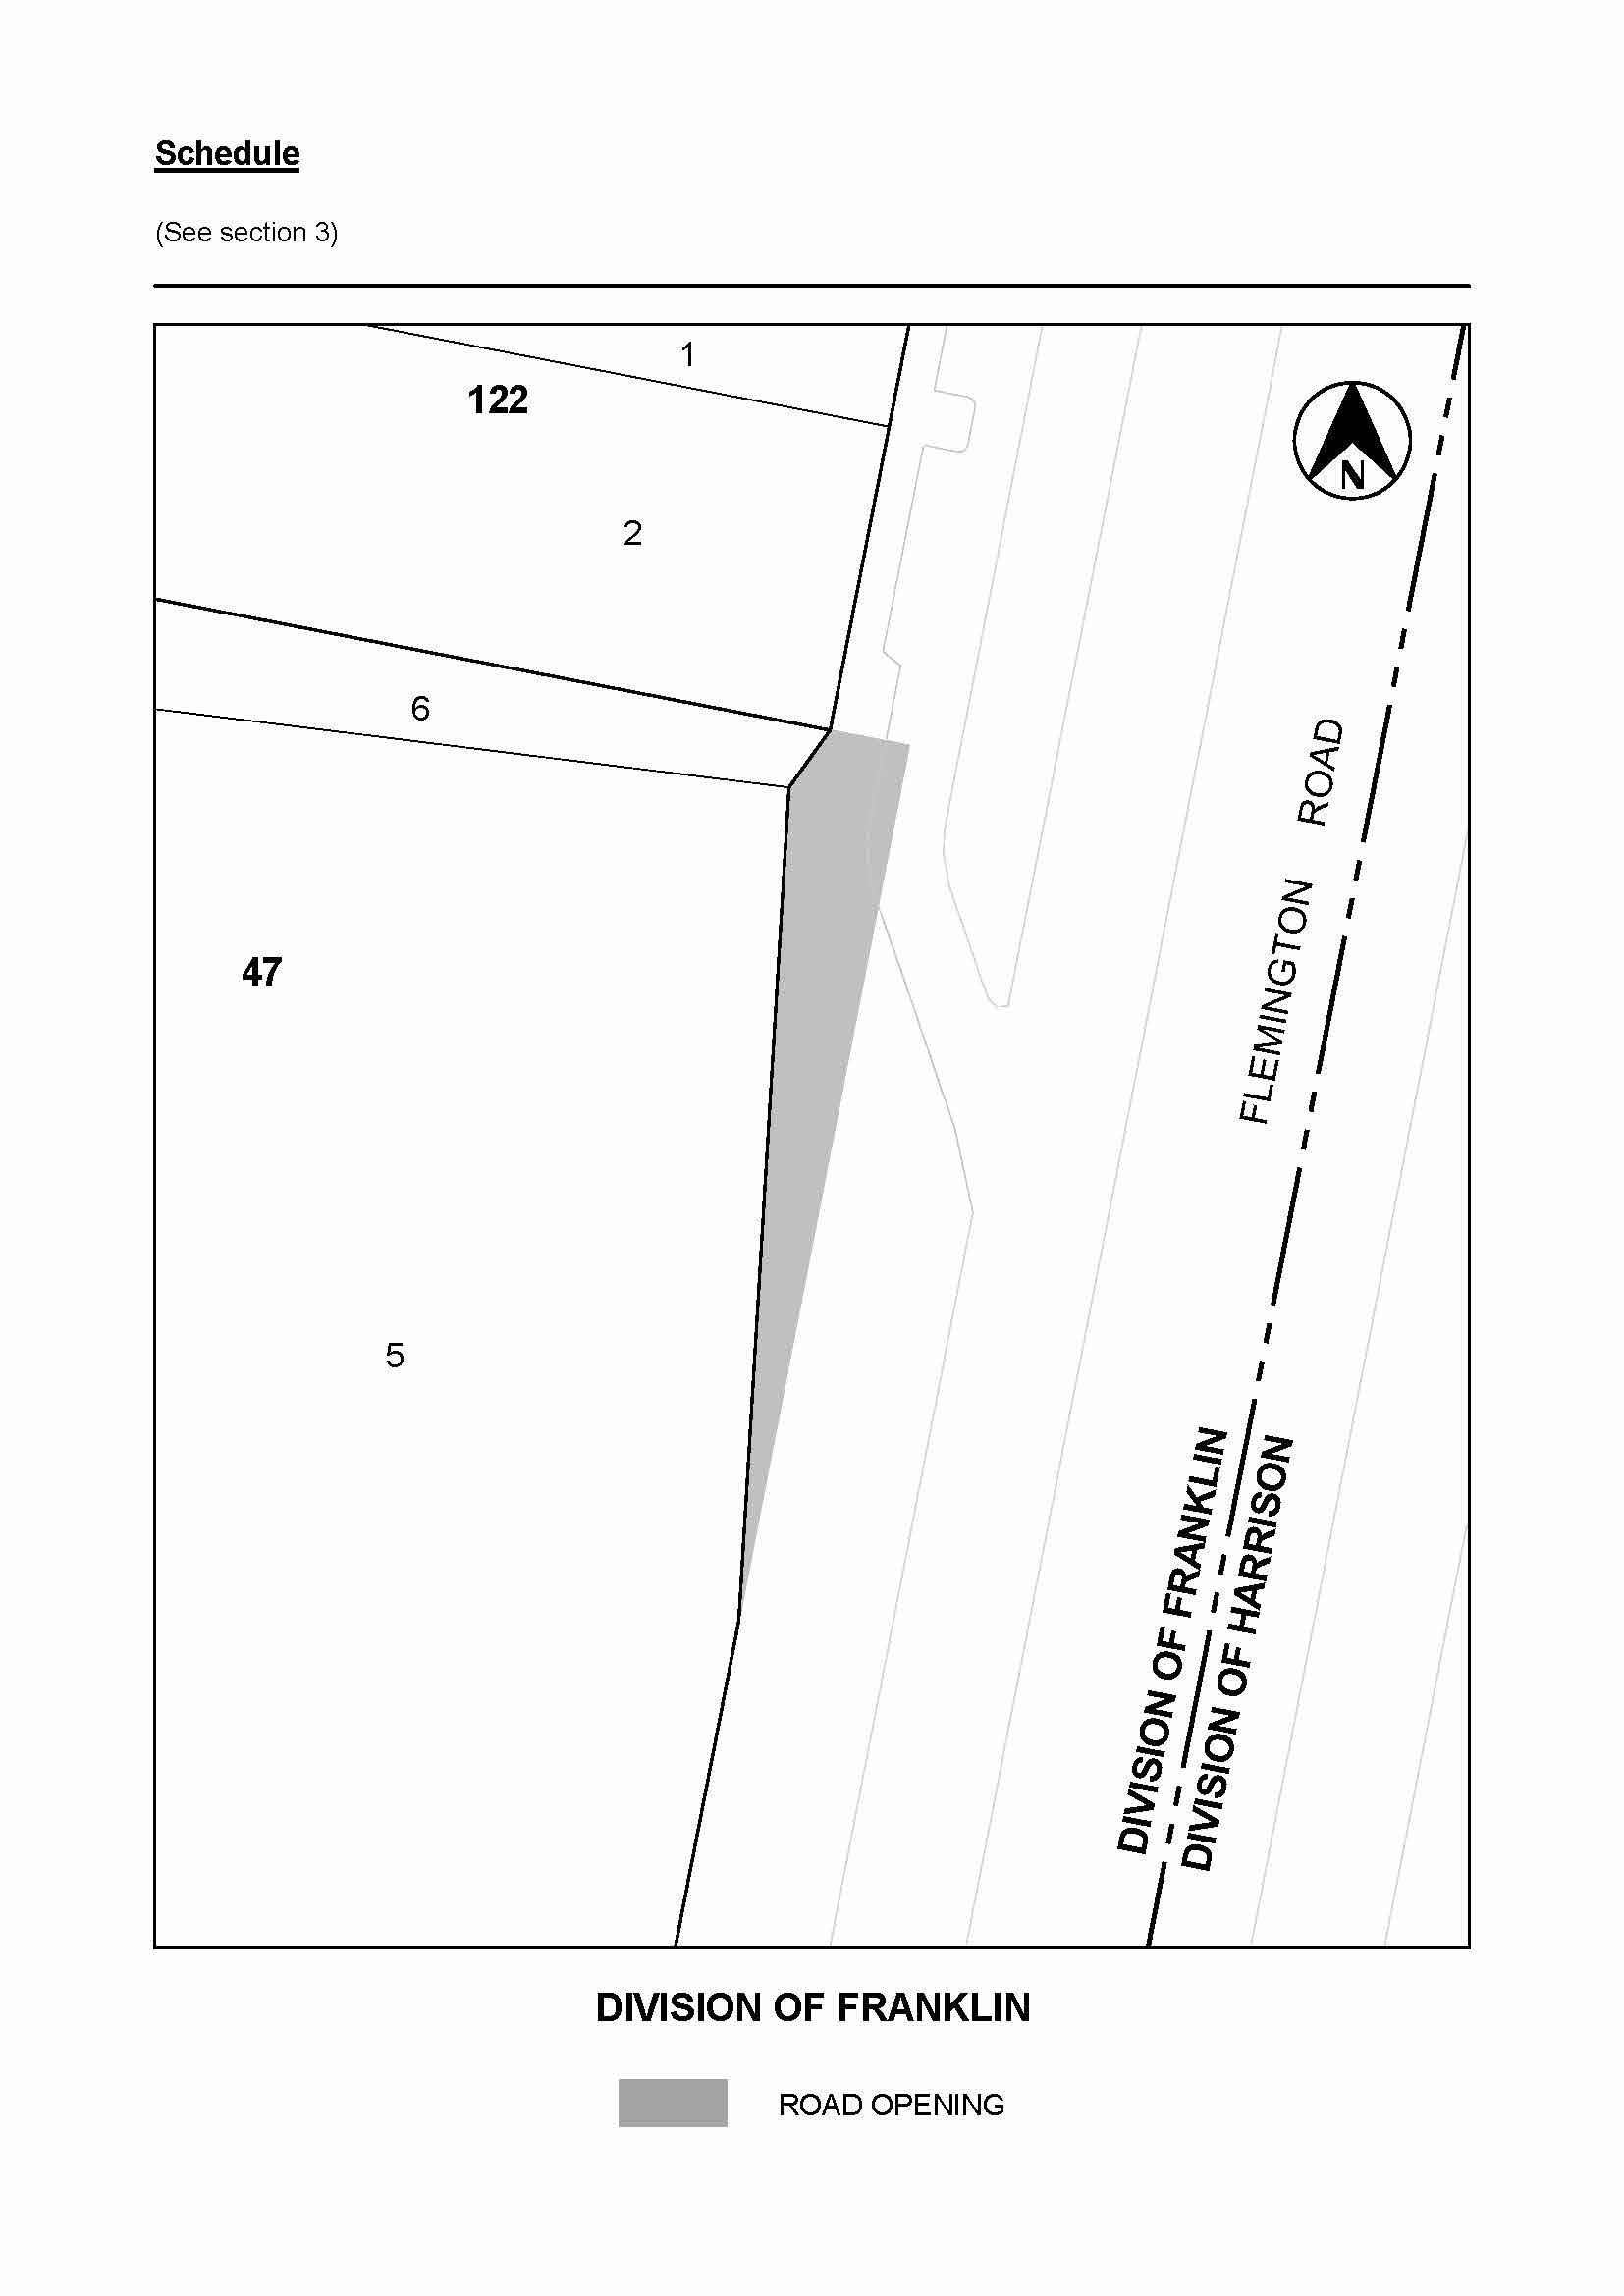 Schedule
(See section 3)
1
122
N
2
6
FLEMINGTON ROAD
47
5
DIVISION OF FRANKLIN
DIVISION OF HARRISON
DIVISION OF FRANKLIN
ROAD OPENING